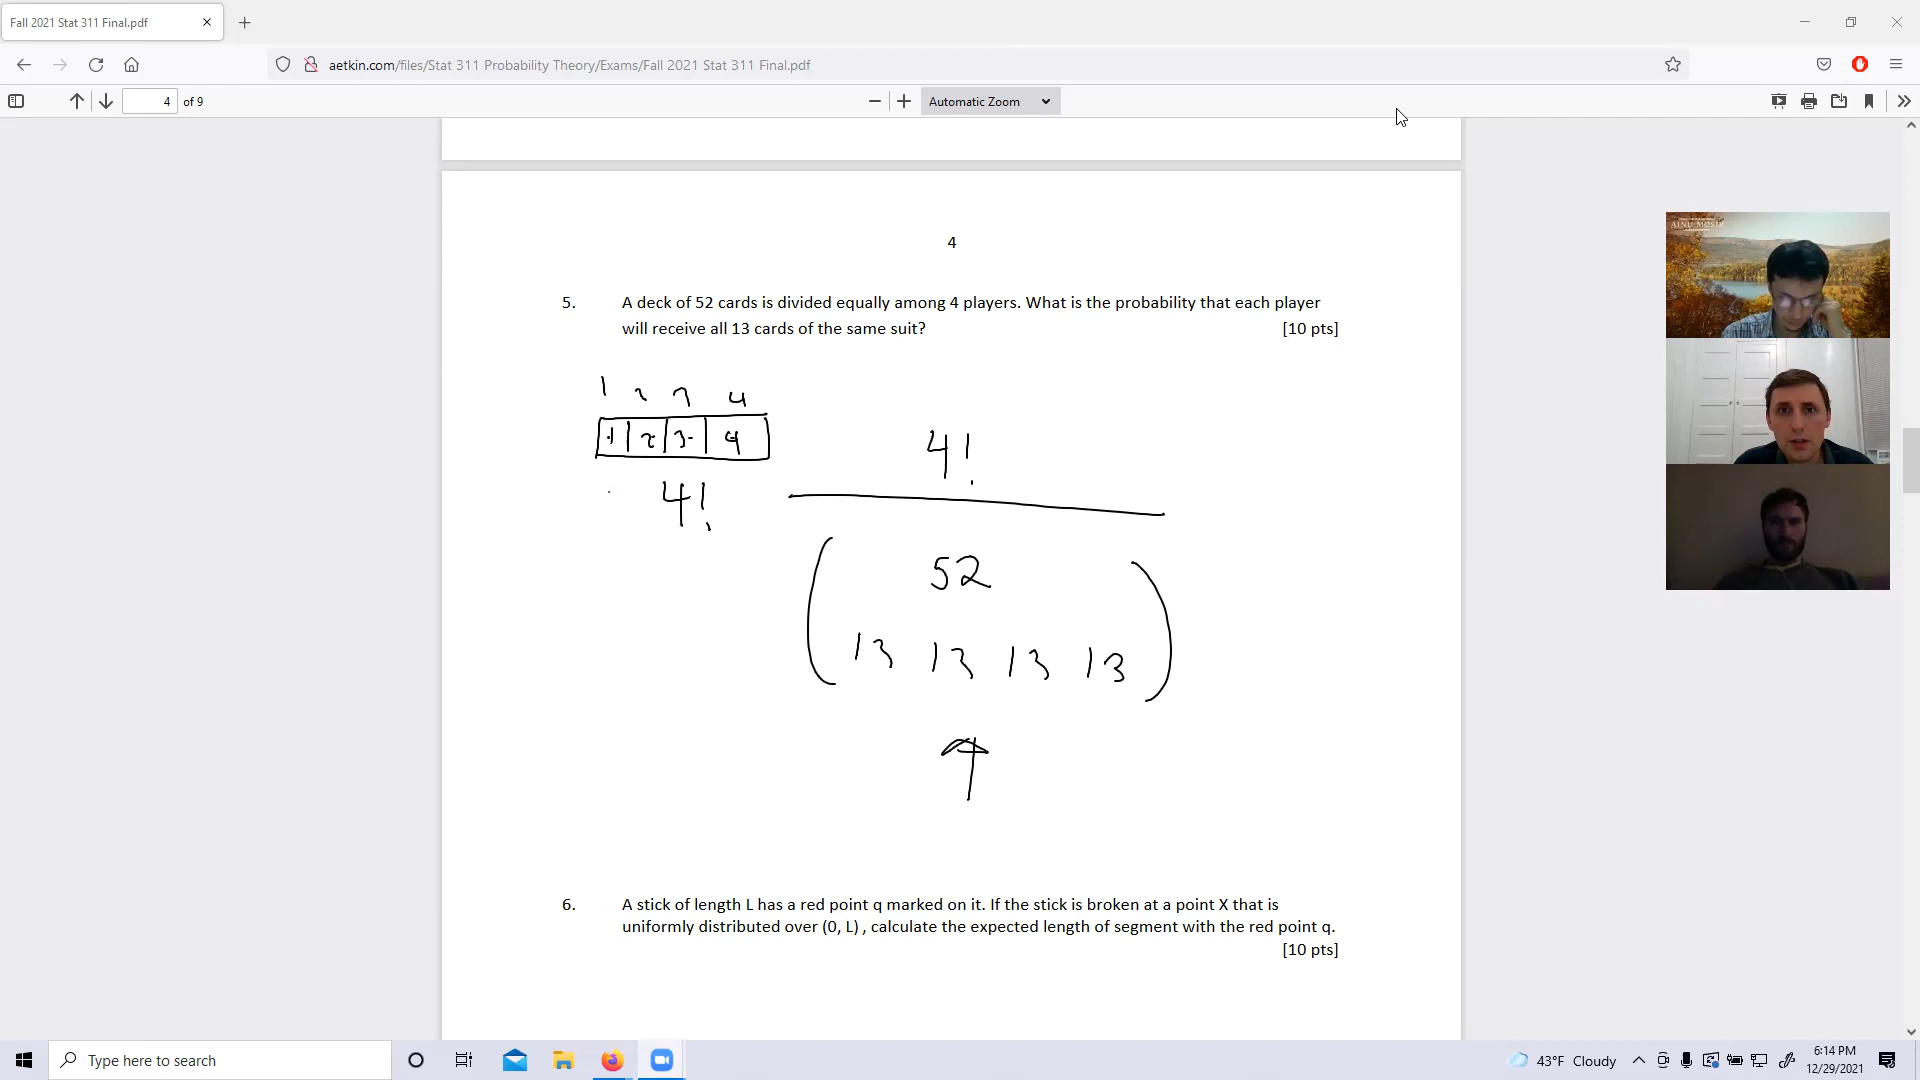 Fall 2021 Stat 311 Final.pdf
aetkin.com/files/Stat 311 Probability Theory/Exams/Fall 2021 Stat 311 Final.pdf
4 of 9
Automatic Zoom
4
5. A deck of 52 cards is divided equally among 4 players. What is the probability that each player
will receive all 13 cards of the same suit? [10 pts]
1 2 3 4
1 2 3 4
4!
4!
52
13 13 13 13
6. A stick of length L has a red point q marked on it. If the stick is broken at a point X that is
uniformly distributed over (0, L) , calculate the expected length of segment with the red point q.
[10 pts]
Type here to search
43°F Cloudy
6:14 PM
12/29/2021